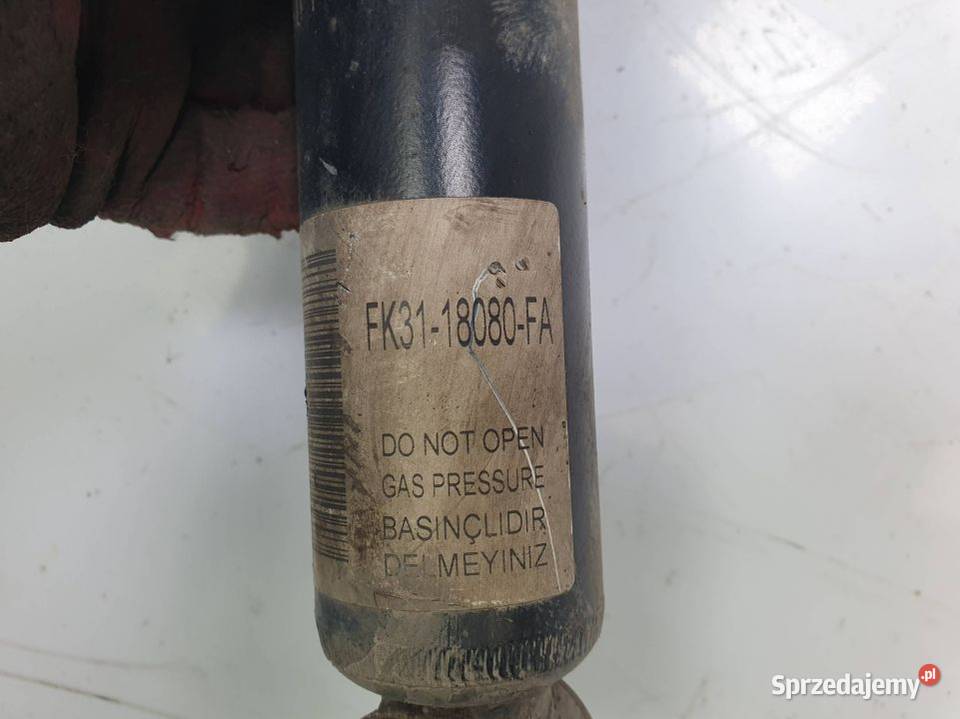 FK31-18080-FA
DO NOT OPEN
GAS PRESSURE
BASINÇLIDIR
DELMEYINIZ
Sprzedajemy.pl